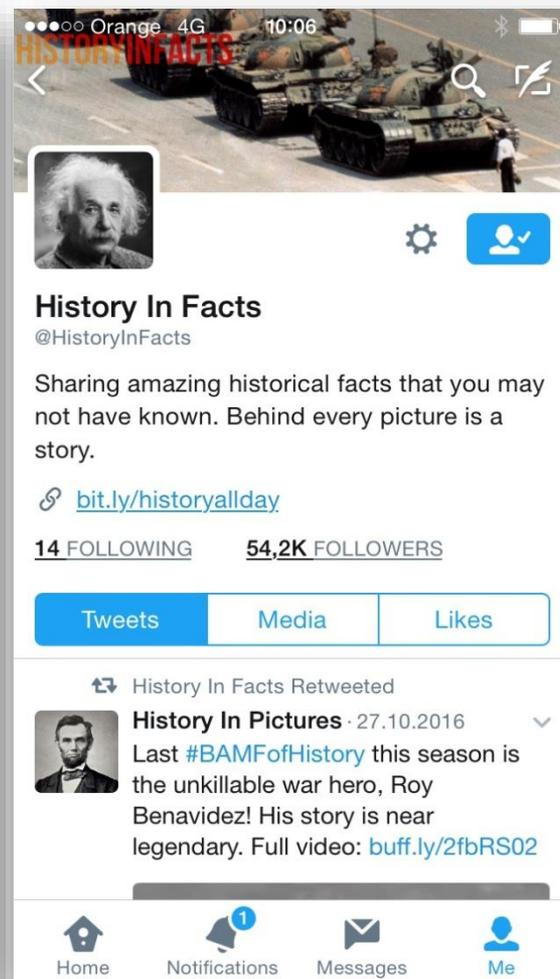 Orange 4G 10:06
HISTORYINFACTS
History In Facts
@HistoryInFacts
Sharing amazing historical facts that you may
not have known. Behind every picture is a
story.
bit.ly/historyallday
14 FOLLOWING 54,2K FOLLOWERS
Tweets Media Likes
History In Facts Retweeted
History In Pictures · 27.10.2016
Last #BAMFofHistory this season is
the unkillable war hero, Roy
Benavidez! His story is near
legendary. Full video: buff.ly/2fbRS02
1
Home Notifications Messages Me